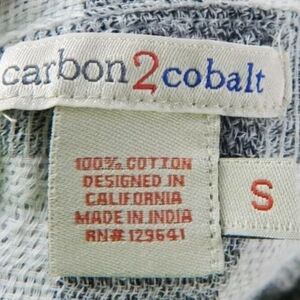 carbon2cobalt
100% COTTON
DESIGNED IN
CALIFORNIA
MADE IN INDIA
RN# 129641
S